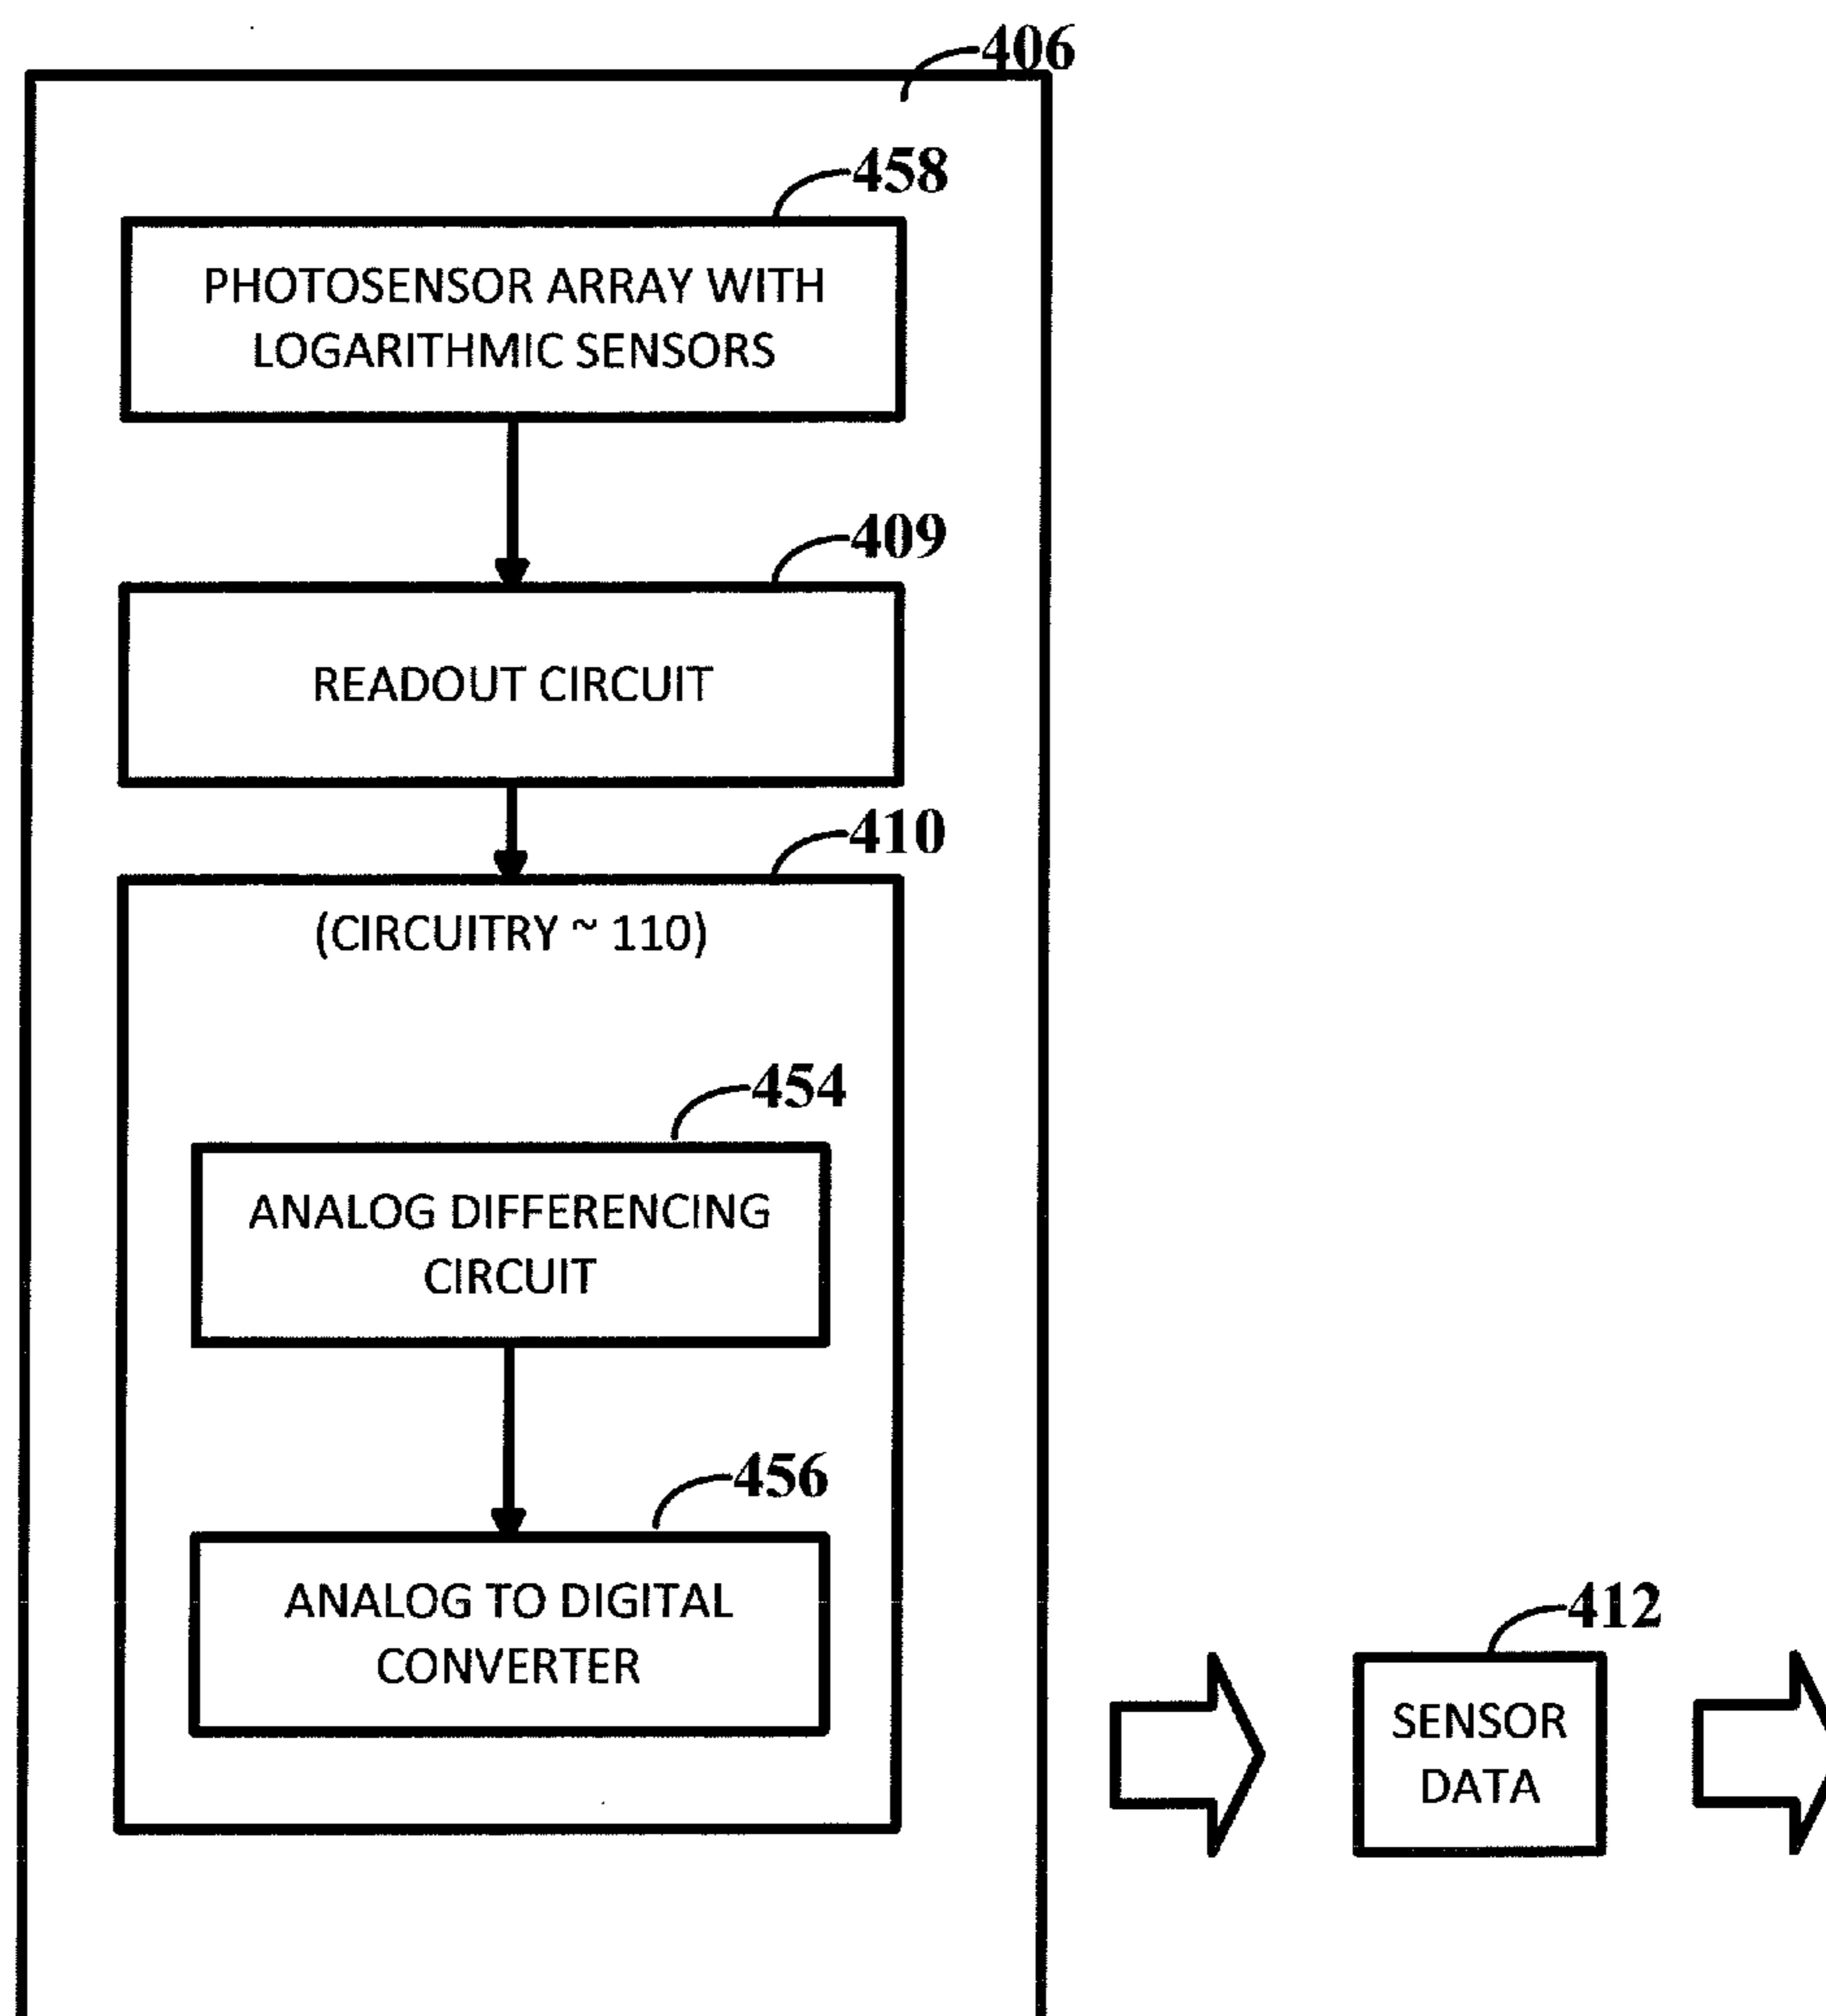 406
458
PHOTOSENSOR ARRAY WITH
LOGARITHMIC SENSORS
409
READOUT CIRCUIT
410
(CIRCUITRY ~ 110)
454
ANALOG DIFFERENCING
CIRCUIT
456
ANALOG TO DIGITAL
CONVERTER
412
SENSOR
DATA